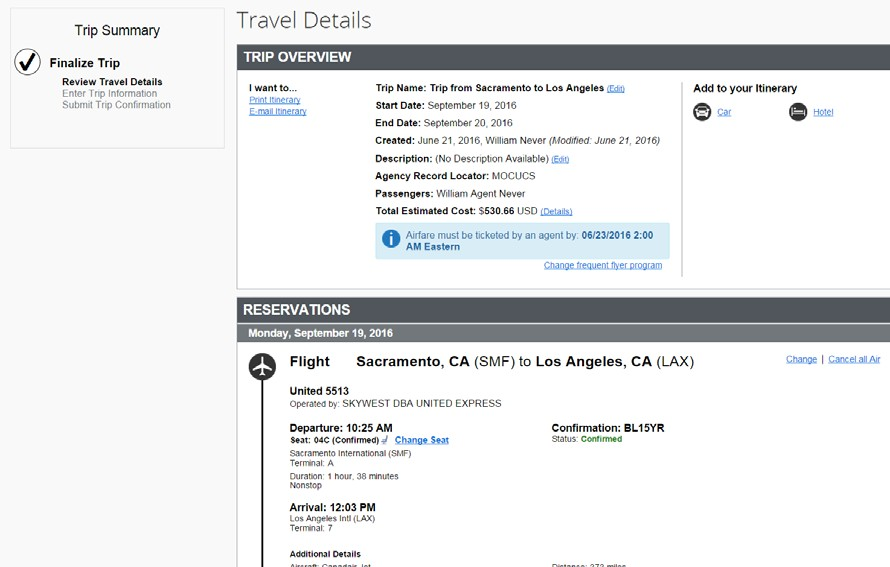 Trip Summary
Finalize Trip
Review Travel Details
Enter Trip Information
Submit Trip Confirmation
Travel Details
TRIP OVERVIEW
I want to...
Print Itinerary
E-mail Itinerary
Trip Name: Trip from Sacramento to Los Angeles (Edit)
Start Date: September 19, 2016
End Date: September 20, 2016
Created: June 21, 2016, William Never (Modified: June 21, 2016)
Description: (No Description Available) (Edit)
Agency Record Locator: MOCUCS
Passengers: William Agent Never
Total Estimated Cost: $530.66 USD (Details)
Airfare must be ticketed by an agent by: 06/23/2016 2:00
AM Eastern
Change frequent flyer program
Add to your Itinerary
Car
Hotel
RESERVATIONS
Monday, September 19, 2016
Flight Sacramento, CA (SMF) to Los Angeles, CA (LAX)
Change | Cancel all Air
United 5513
Operated by: SKYWEST DBA UNITED EXPRESS
Departure: 10:25 AM
Seat: 04C (Confirmed) Change Seat
Sacramento International (SMF)
Terminal: A
Duration: 1 hour, 38 minutes
Nonstop
Confirmation: BL15YR
Status: Confirmed
Arrival: 12:03 PM
Los Angeles Intl (LAX)
Terminal: 7
Additional Details
Aircraft: Canadair Jet
Distance: 373 miles